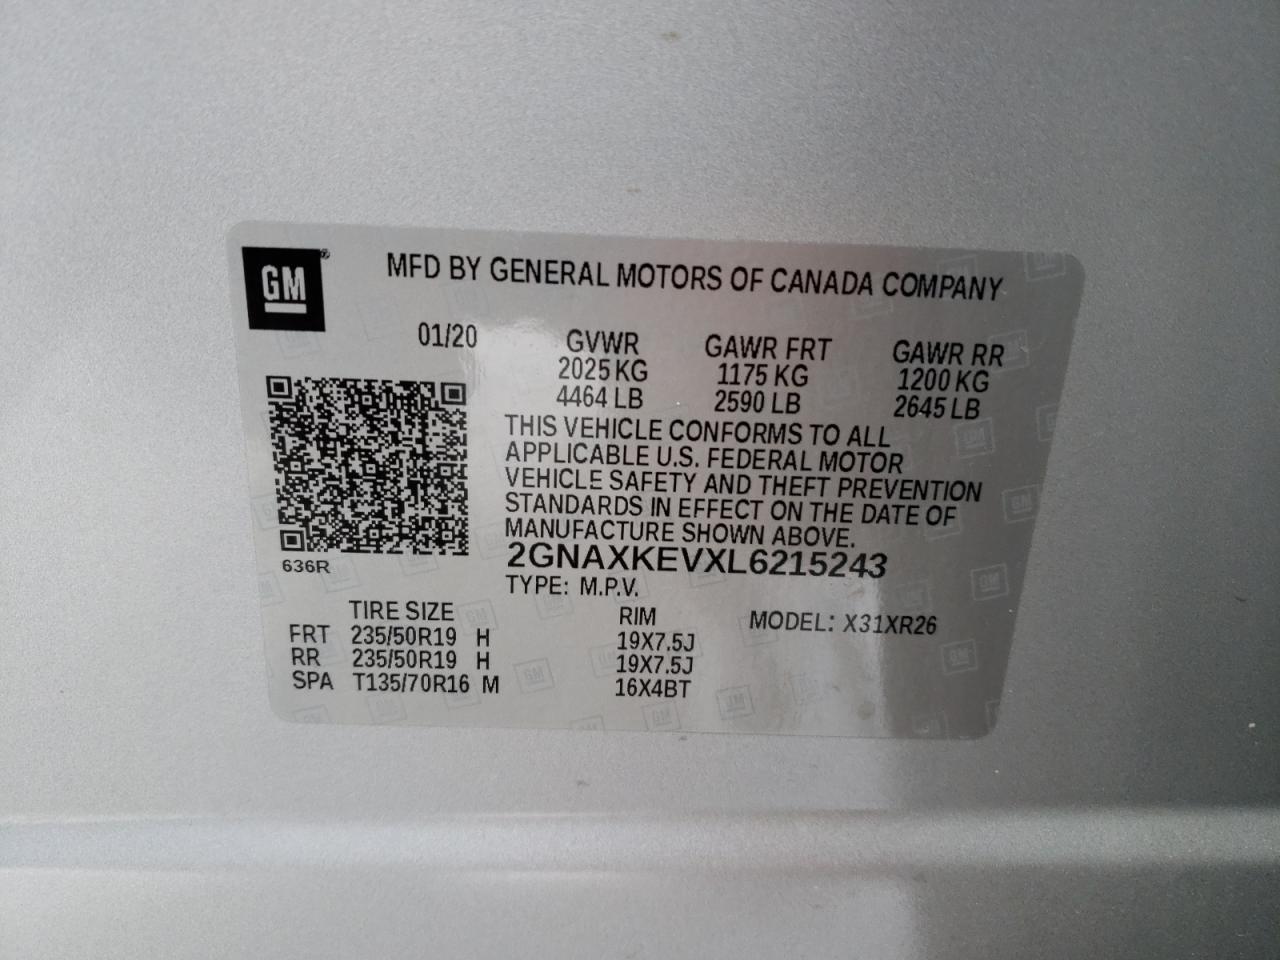 GM®
MFD BY GENERAL MOTORS OF CANADA COMPANY
01/20 GVWR GAWR FRT GAWR RR
2025 KG 1175 KG 1200 KG
4464 LB 2590 LB 2645 LB
THIS VEHICLE CONFORMS TO ALL
APPLICABLE U.S. FEDERAL MOTOR
VEHICLE SAFETY AND THEFT PREVENTION
STANDARDS IN EFFECT ON THE DATE OF
MANUFACTURE SHOWN ABOVE.
2GNAXKEVXL6215243
636R
TYPE: M.P.V.
TIRE SIZE RIM MODEL: X31XR26
FRT 235/50R19 H 19X7.5J
RR 235/50R19 H 19X7.5J
SPA T135/70R16 M 16X4BT